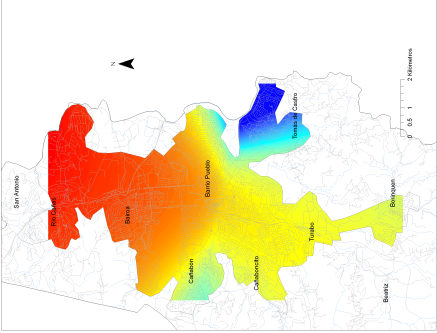 N
2 Kilometros
1
0.5
0
Tomas de Castro
San Antonio
Rio Cañas
Bairoa
Barrio Pueblo
Cañabon
Cañaboncito
Turabo
Borinquen
Beatriz